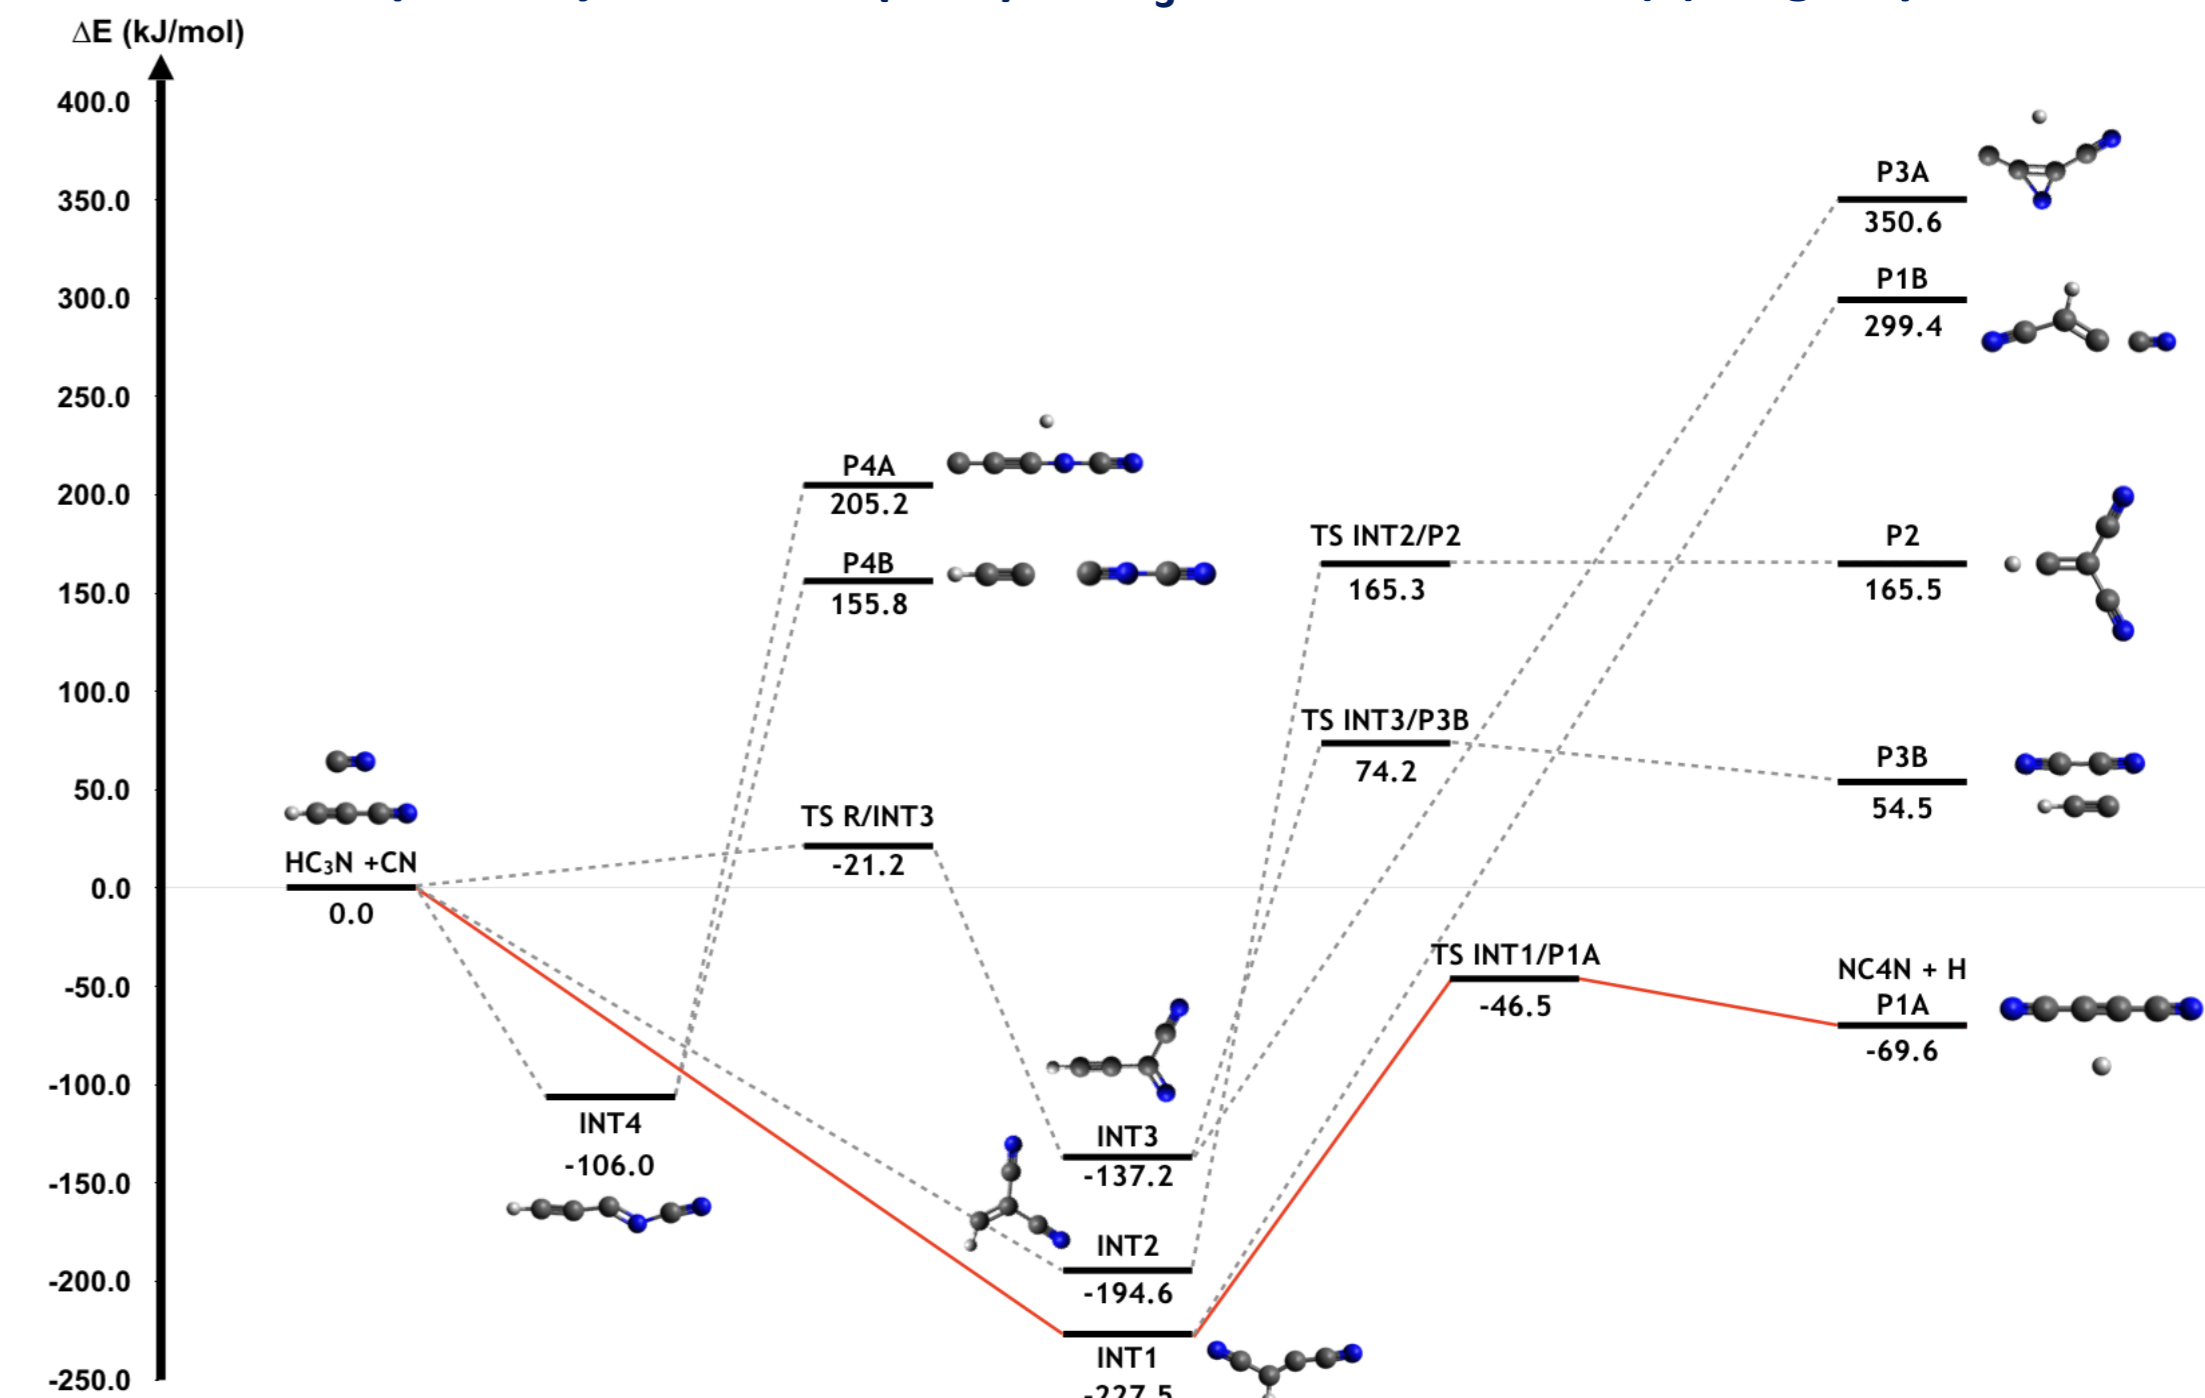 ΔE (kJ/mol)
400.0
350.0
300.0
250.0
200.0
150.0
100.0
50.0
0.0
-50.0
-100.0
-150.0
-200.0
-250.0
HC₃N +CN
0.0
INT4
-106.0
P4A
205.2
P4B
155.8
TS R/INT3
-21.2
INT3
-137.2
INT2
-194.6
INT1
-227.5
TS INT2/P2
165.3
TS INT3/P3B
74.2
TS INT1/P1A
-46.5
P3A
350.6
P1B
299.4
P2
165.5
P3B
54.5
NC4N + H
P1A
-69.6